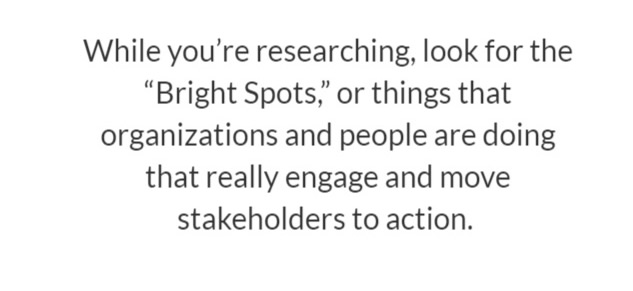 While you’re researching, look for the
“Bright Spots,” or things that
organizations and people are doing
that really engage and move
stakeholders to action.